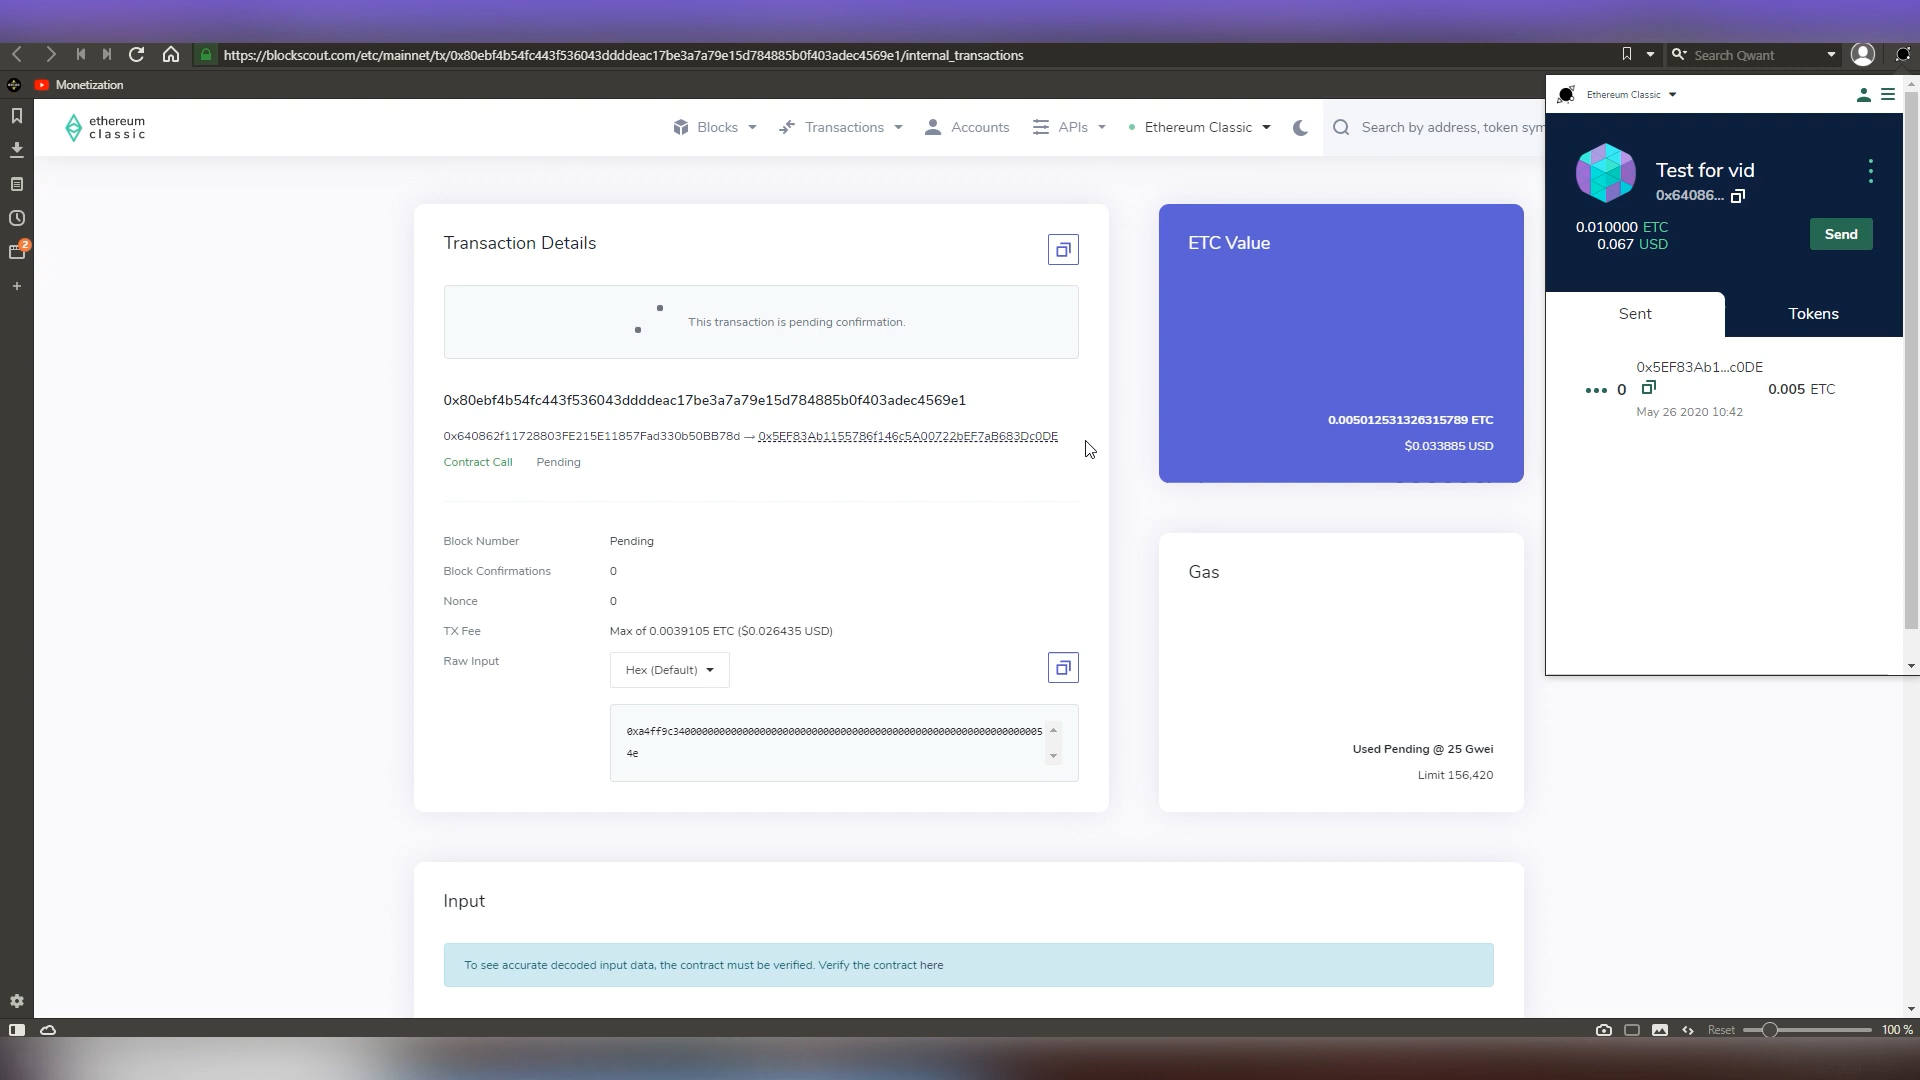 https://blockscout.com/etc/mainnet/tx/0x80ebf4b54fc443f536043ddddeac17be3a7a79e15d784885b0f403adec4569e1/internal_transactions
Search Qwant
Monetization
ethereum
classic
Blocks
Transactions
Accounts
APIs
Ethereum Classic
Search by address, token sym
Ethereum Classic
Test for vid
0x64086...
0.010000 ETC
0.067 USD
Send
Sent
Tokens
0x5EF83Ab1...c0DE
0
0.005 ETC
May 26 2020 10:42
2
Transaction Details
This transaction is pending confirmation.
0x80ebf4b54fc443f536043ddddeac17be3a7a79e15d784885b0f403adec4569e1
0x640862f11728803FE215E11857Fad330b50BB78d → 0x5EF83Ab1155786f146c5A00722bEF7aB683Dc0DE
Contract Call Pending
Block Number Pending
Block Confirmations 0
Nonce 0
TX Fee Max of 0.0039105 ETC ($0.026435 USD)
Raw Input
Hex (Default)
0xa4ff9c340000000000000000000000000000000000000000000000000000000000000005
4e
ETC Value
0.005012531326315789 ETC
$0.033885 USD
Gas
Used Pending @ 25 Gwei
Limit 156,420
Input
To see accurate decoded input data, the contract must be verified. Verify the contract here
Reset
100 %